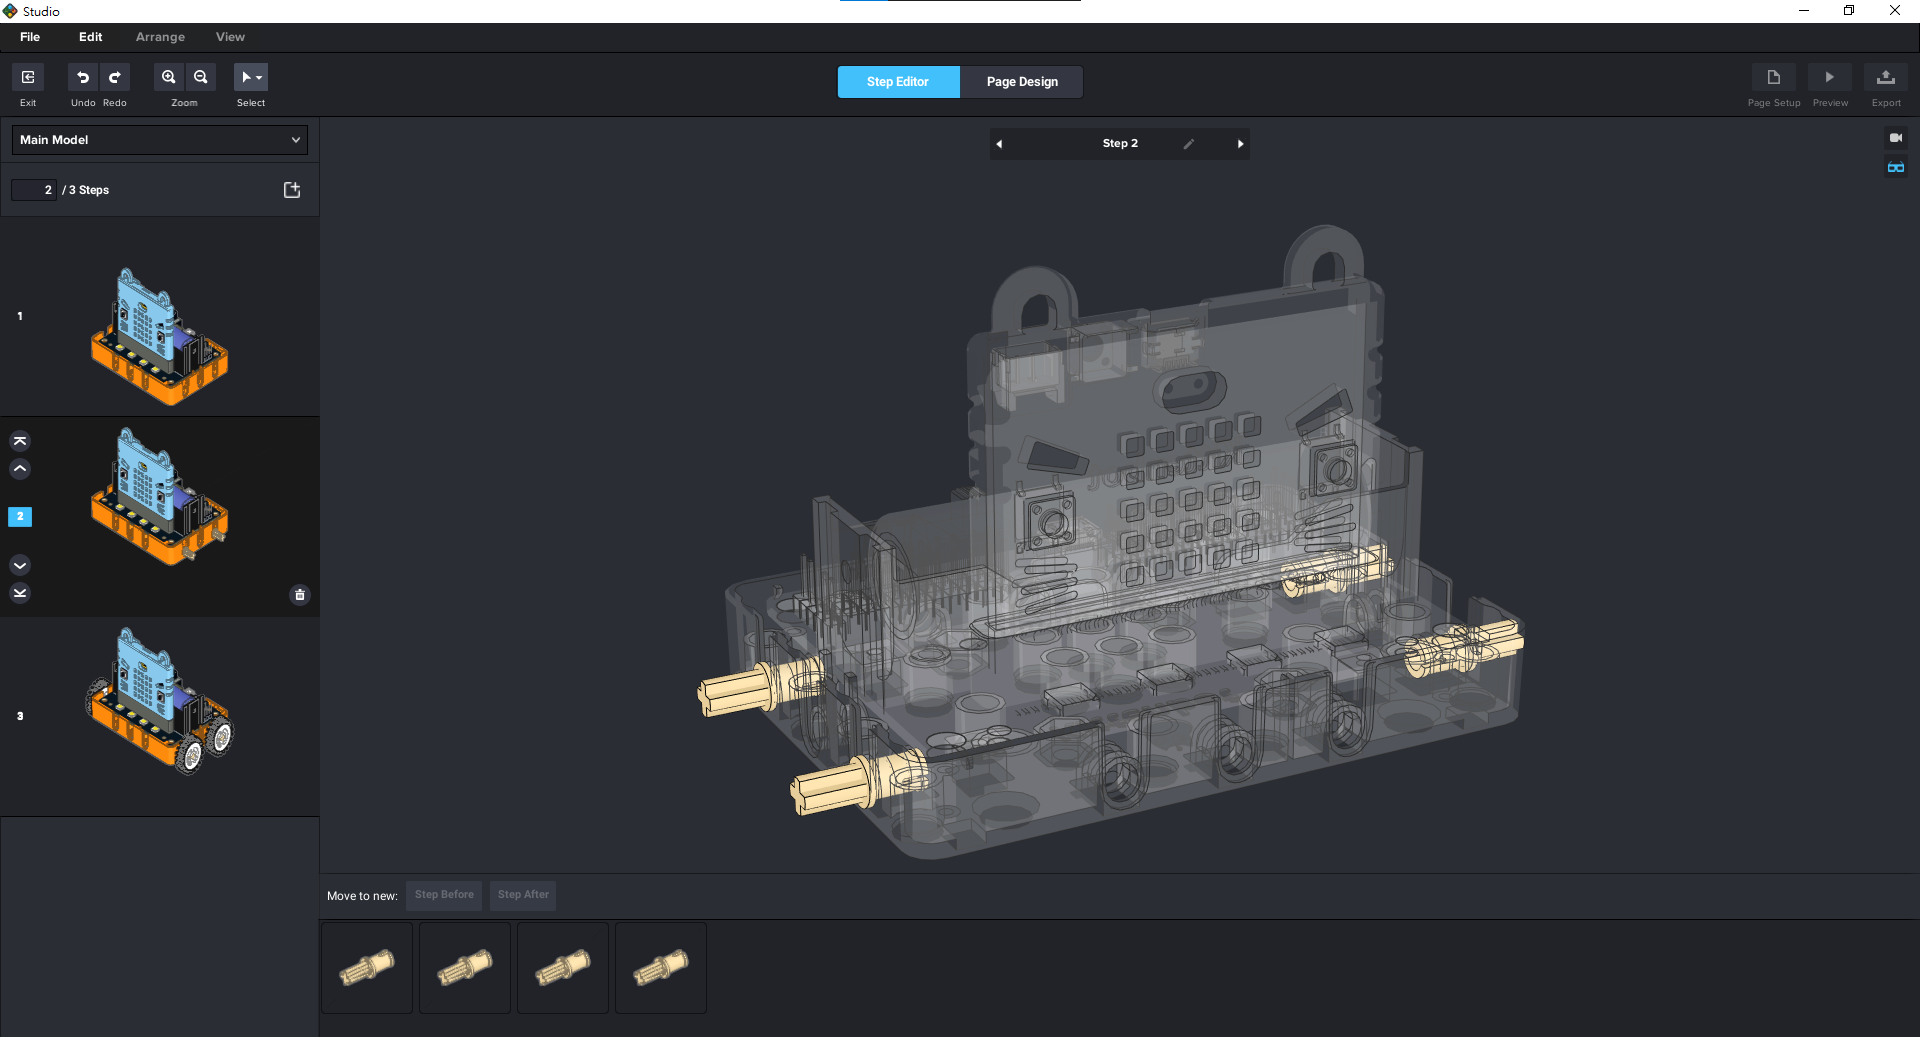 Studio
File Edit Arrange View
Exit Undo Redo Zoom Select
Step Editor Page Design
Page Setup Preview Export
Main Model
Step 2
2 / 3 Steps
1
2
3
Move to new: Step Before Step After